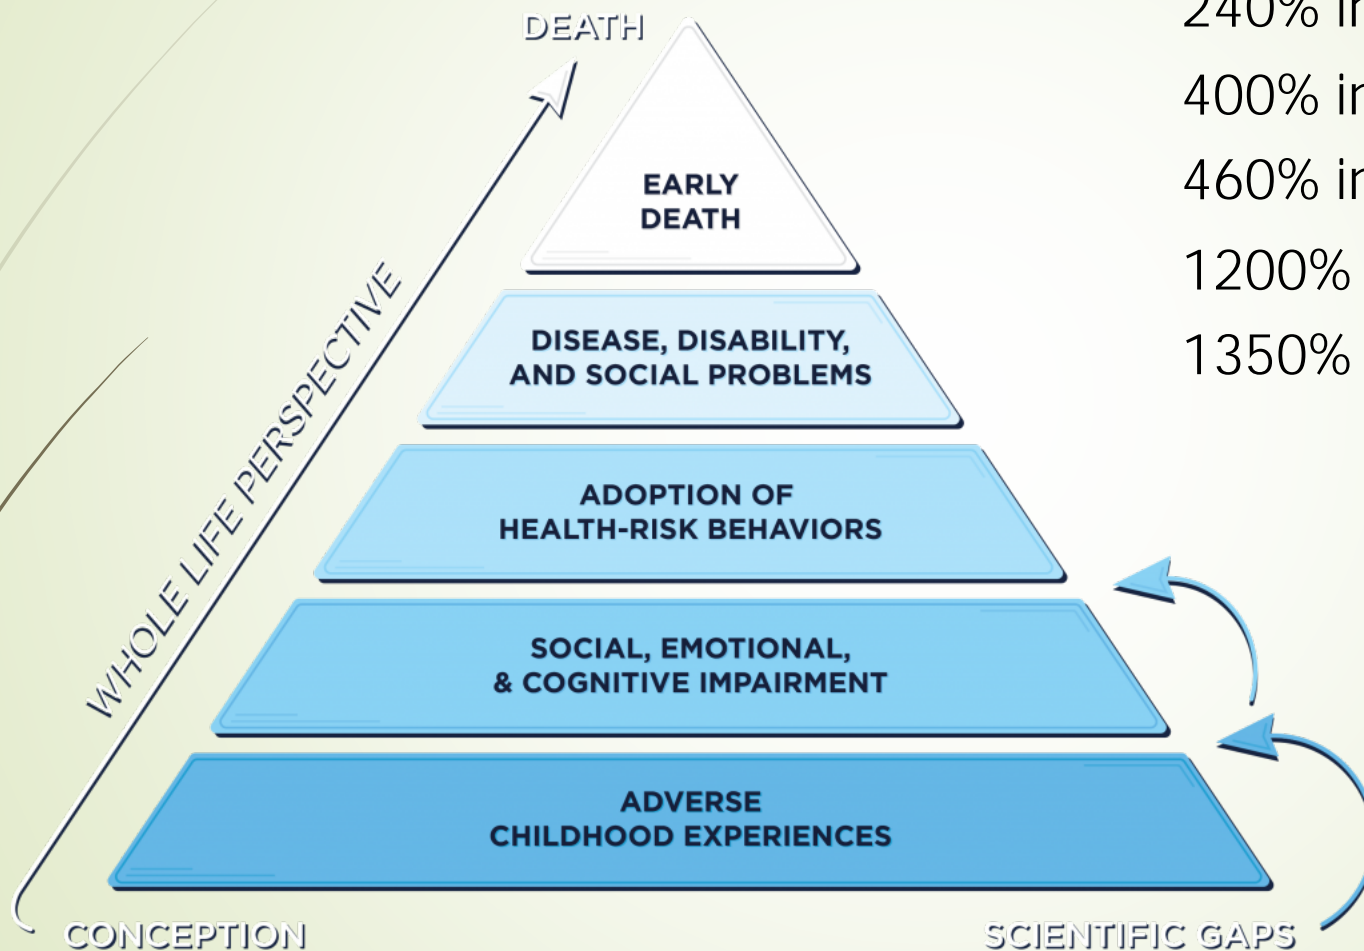 DEATH
EARLY
DEATH
DISEASE, DISABILITY,
AND SOCIAL PROBLEMS
ADOPTION OF
HEALTH-RISK BEHAVIORS
SOCIAL, EMOTIONAL,
& COGNITIVE IMPAIRMENT
ADVERSE
CHILDHOOD EXPERIENCES
WHOLE LIFE PERSPECTIVE
CONCEPTION
SCIENTIFIC GAPS
240%
400%
460%
1200%
1350%